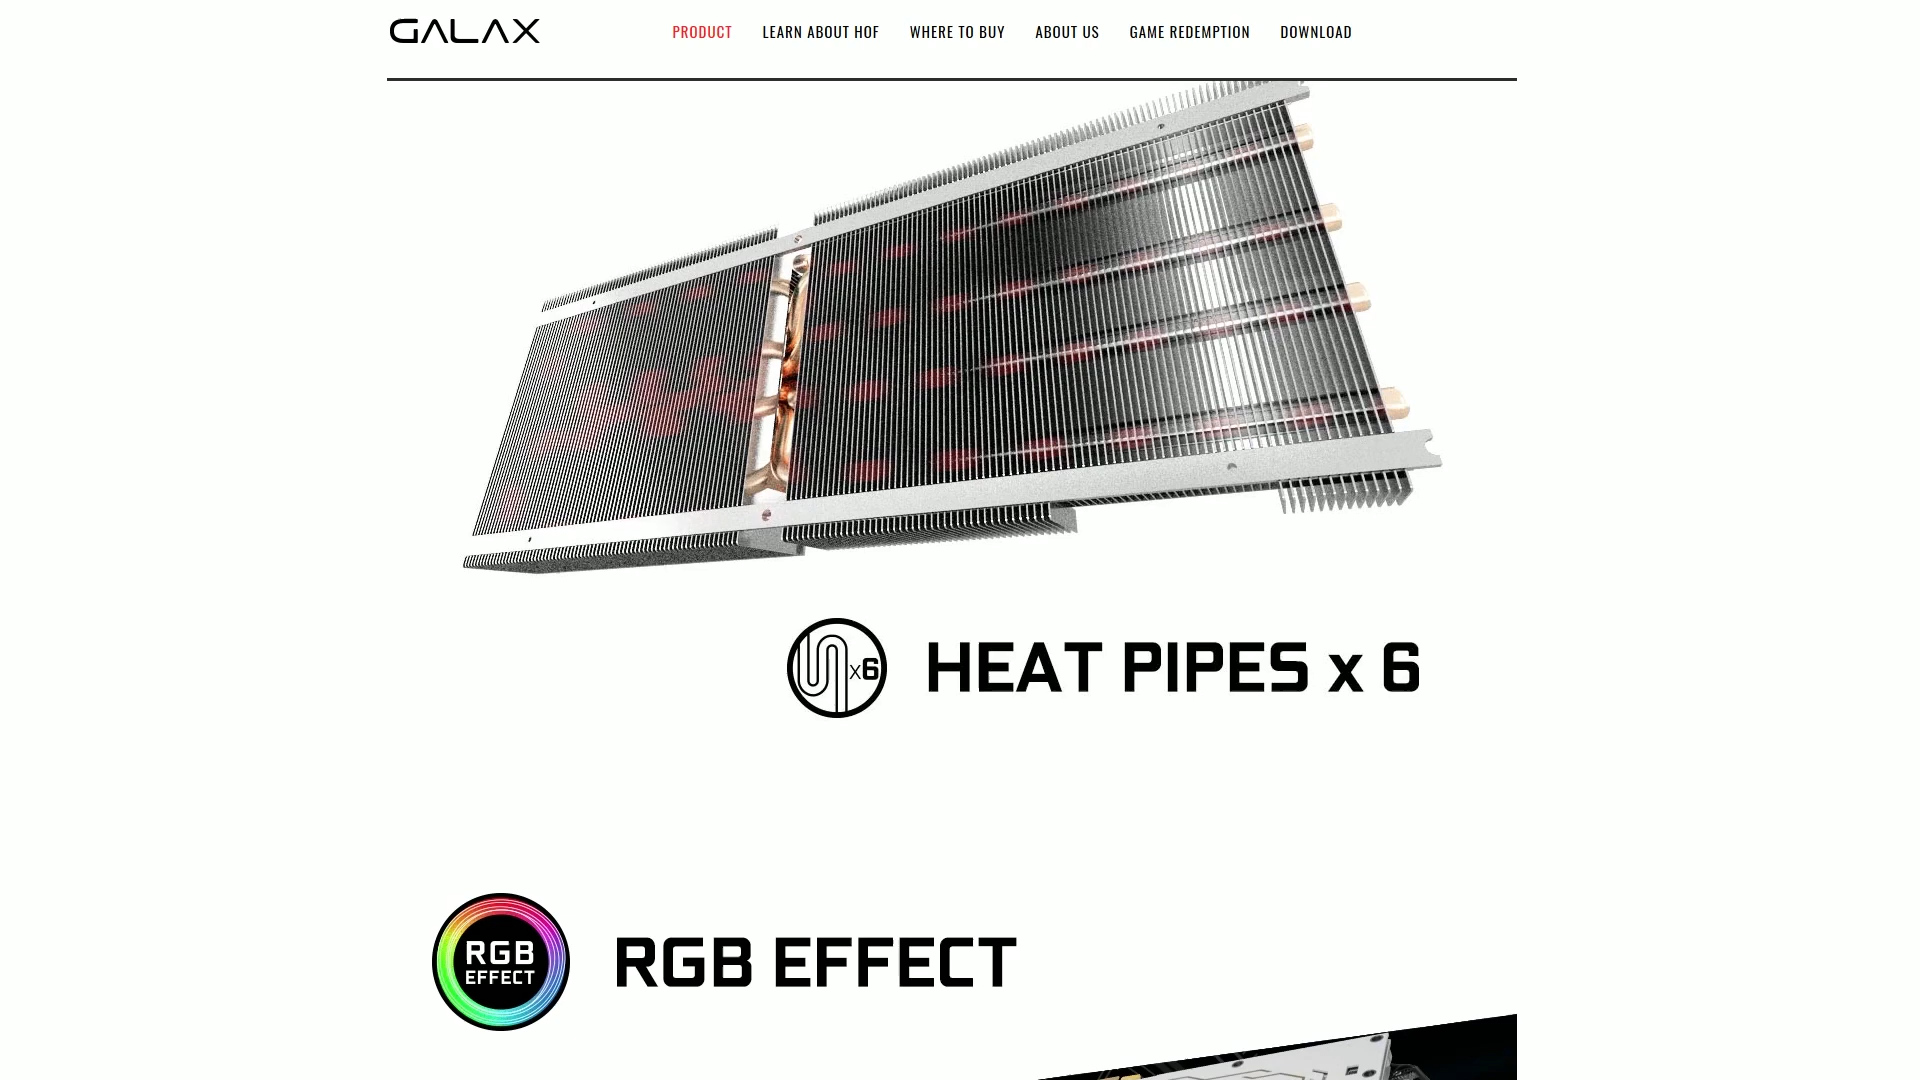 GALAX
PRODUCT LEARN ABOUT HOF WHERE TO BUY ABOUT US GAME REDEMPTION DOWNLOAD
x6
HEAT PIPES x 6
RGB
EFFECT
RGB EFFECT